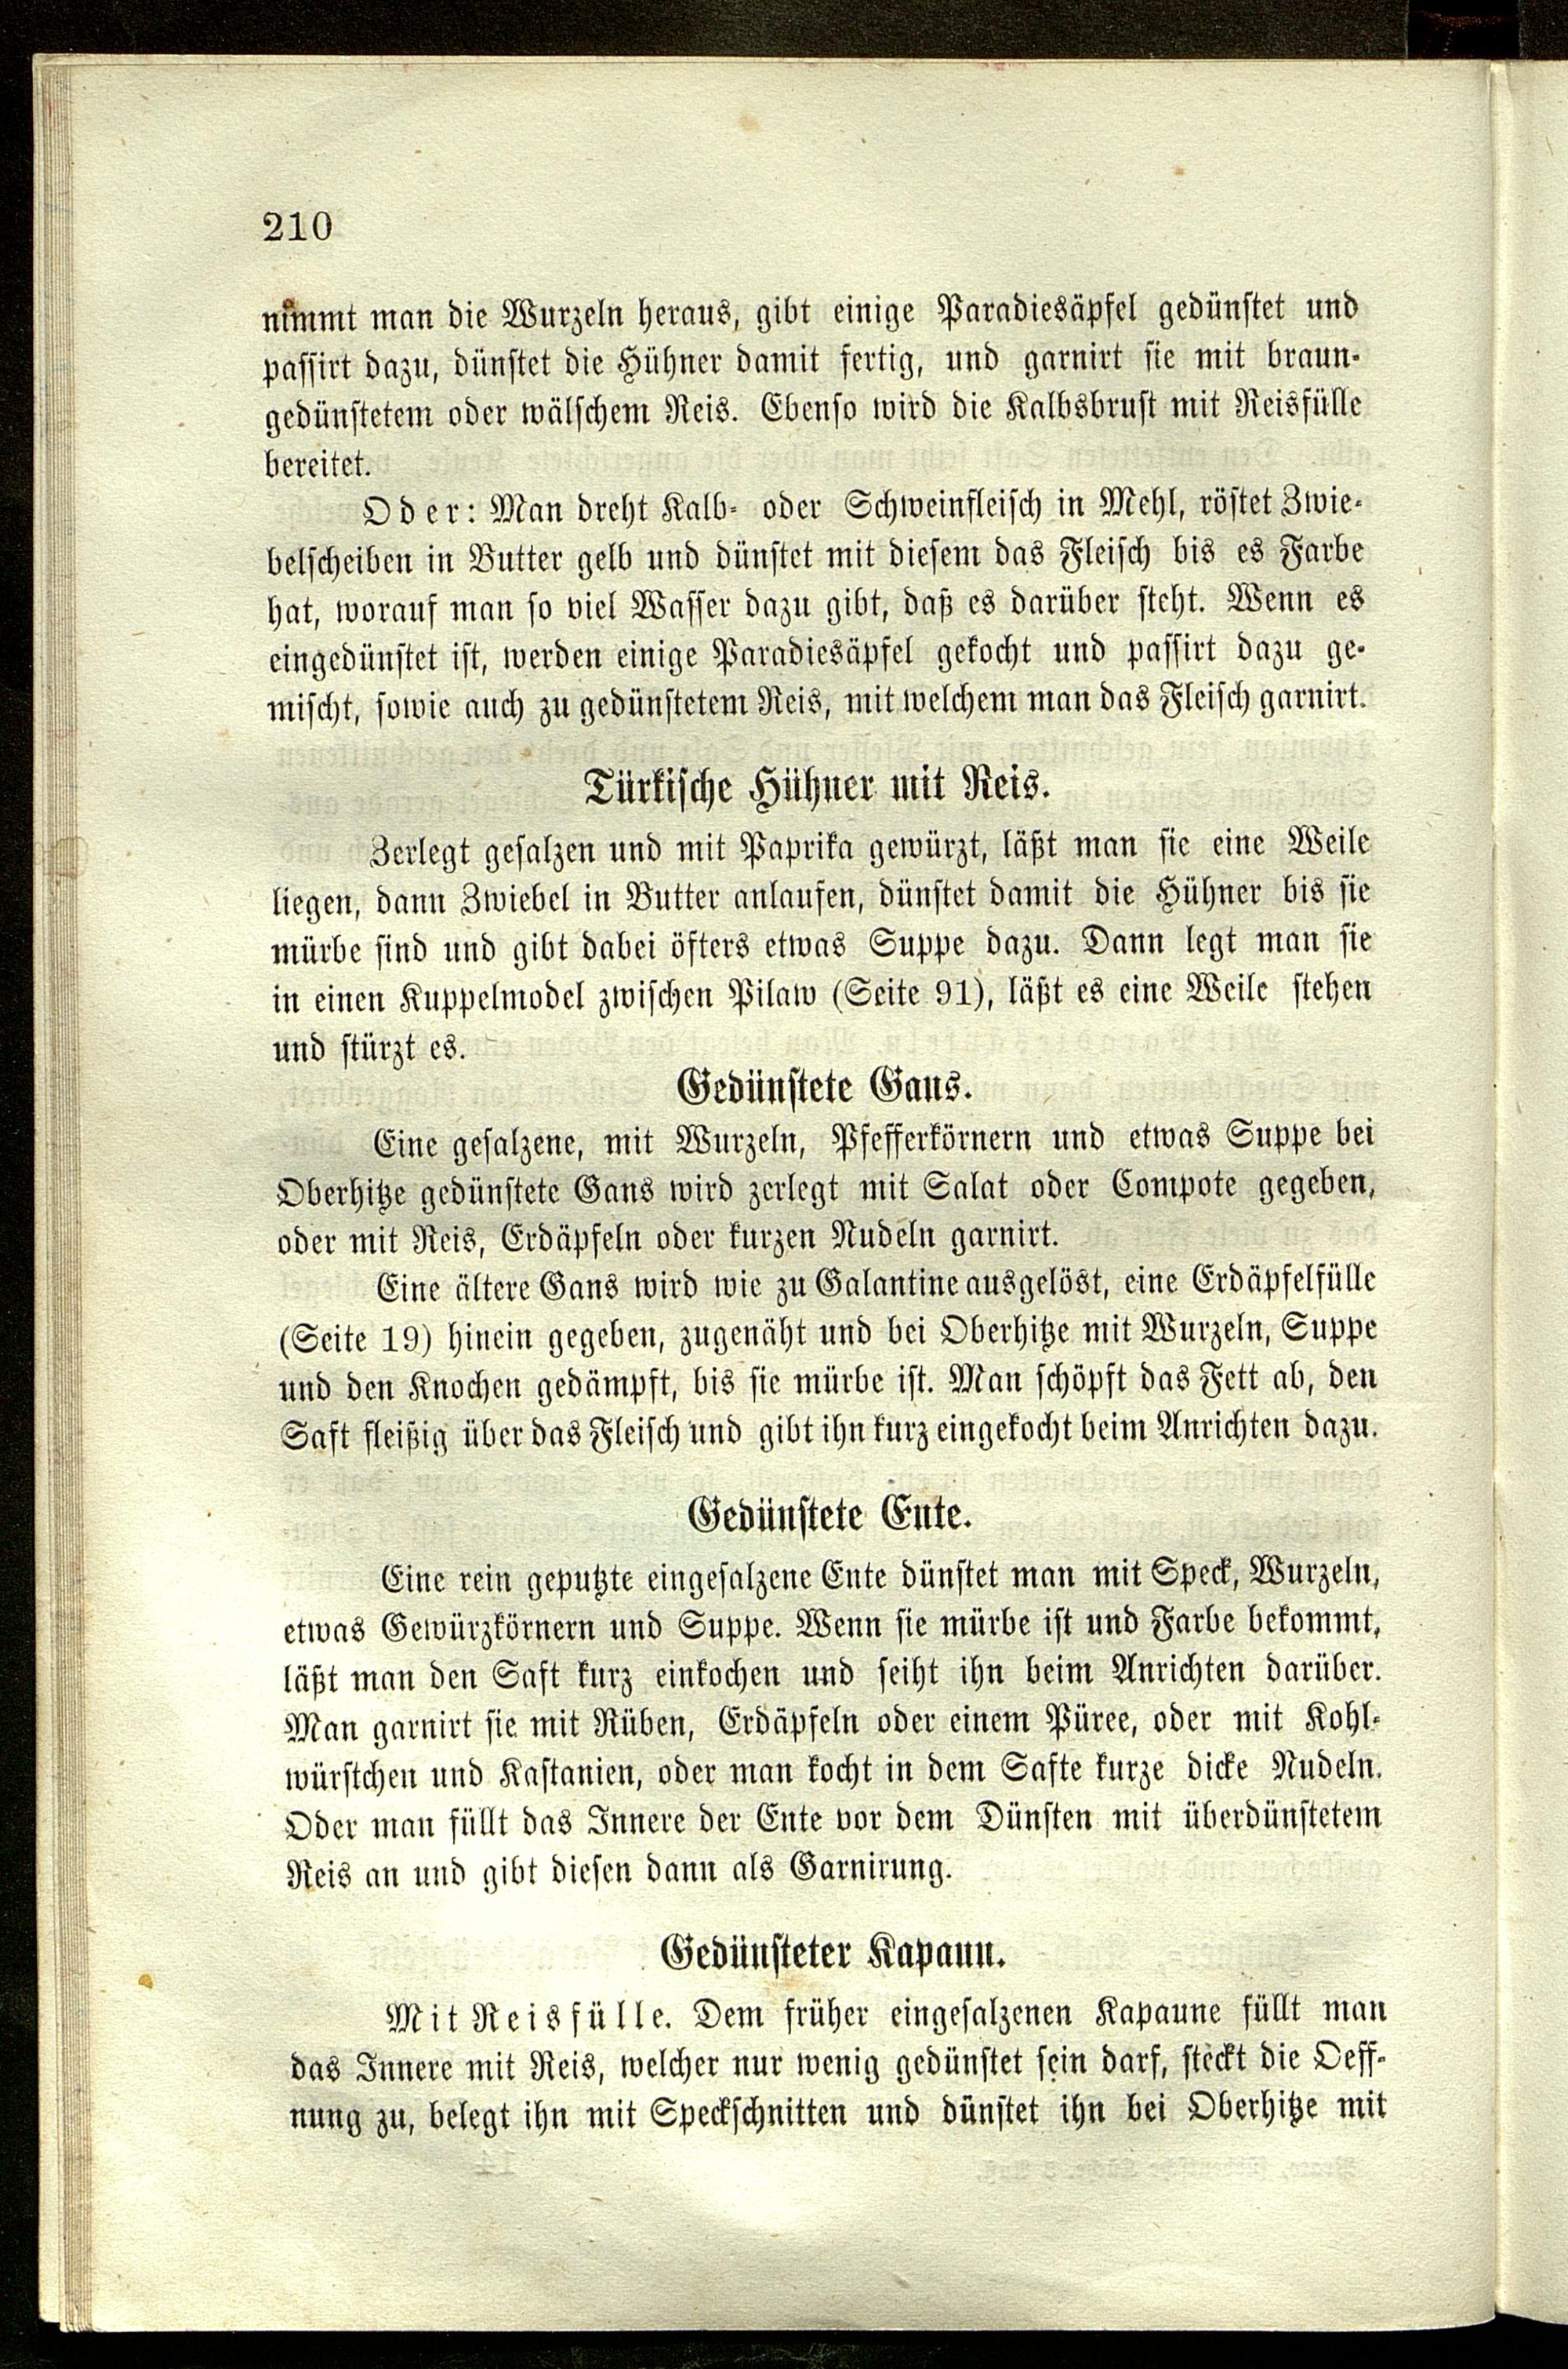 210
nimmt man die Wurzeln heraus, gibt einige Paradiesäpfel gedünstet und
passirt dazu, dünstet die Hühner damit fertig, und garnirt sie mit braun-
gedünstetem oder wälschem Reis. Ebenso wird die Kalbsbrust mit Reisfülle
bereitet.
Oder: Man dreht Kalb- oder Schweinfleisch in Mehl, röstet Zwie-
belscheiben in Butter gelb und dünstet mit diesem das Fleisch bis es Farbe
hat, worauf man so viel Wasser dazu gibt, daß es darüber steht. Wenn es
eingedünstet ist, werden einige Paradiesäpfel gekocht und passirt dazu ge-
mischt, sowie auch zu gedünstetem Reis, mit welchem man das Fleisch garnirt.
Türkische Hühner mit Reis.
Zerlegt gesalzen und mit Paprika gewürzt, läßt man sie eine Weile
liegen, dann Zwiebel in Butter anlaufen, dünstet damit die Hühner bis sie
mürbe sind und gibt dabei öfters etwas Suppe dazu. Dann legt man sie
in einen Kuppelmodel zwischen Pilaw (Seite 91), läßt es eine Weile stehen
und stürzt es.
Gedünstete Gans.
Eine gesalzene, mit Wurzeln, Pfefferkörnern und etwas Suppe bei
Oberhitze gedünstete Gans wird zerlegt mit Salat oder Compote gegeben,
oder mit Reis, Erdäpfeln oder kurzen Nudeln garnirt.
Eine ältere Gans wird wie zu Galantine ausgelöst, eine Erdäpfelfülle
(Seite 19) hinein gegeben, zugenäht und bei Oberhitze mit Wurzeln, Suppe
und den Knochen gedämpft, bis sie mürbe ist. Man schöpft das Fett ab, den
Saft fleißig über das Fleisch und gibt ihn kurz eingekocht beim Anrichten dazu.
Gedünstete Ente.
Eine rein geputzte eingesalzene Ente dünstet man mit Speck, Wurzeln,
etwas Gewürzkörnern und Suppe. Wenn sie mürbe ist und Farbe bekommt,
läßt man den Saft kurz einkochen und seiht ihn beim Anrichten darüber.
Man garnirt sie mit Rüben, Erdäpfeln oder einem Püree, oder mit Kohl-
würstchen und Kastanien, oder man kocht in dem Safte kurze dicke Nudeln.
Oder man füllt das Innere der Ente vor dem Dünsten mit überdünstetem
Reis an und gibt diesen dann als Garnirung.
Gedünsteter Kapaun.
Mit Reisfülle. Dem früher eingesalzenen Kapaune füllt man
das Innere mit Reis, welcher nur wenig gedünstet sein darf, steckt die Oeff-
nung zu, belegt ihn mit Speckschnitten und dünstet ihn bei Oberhitze mit